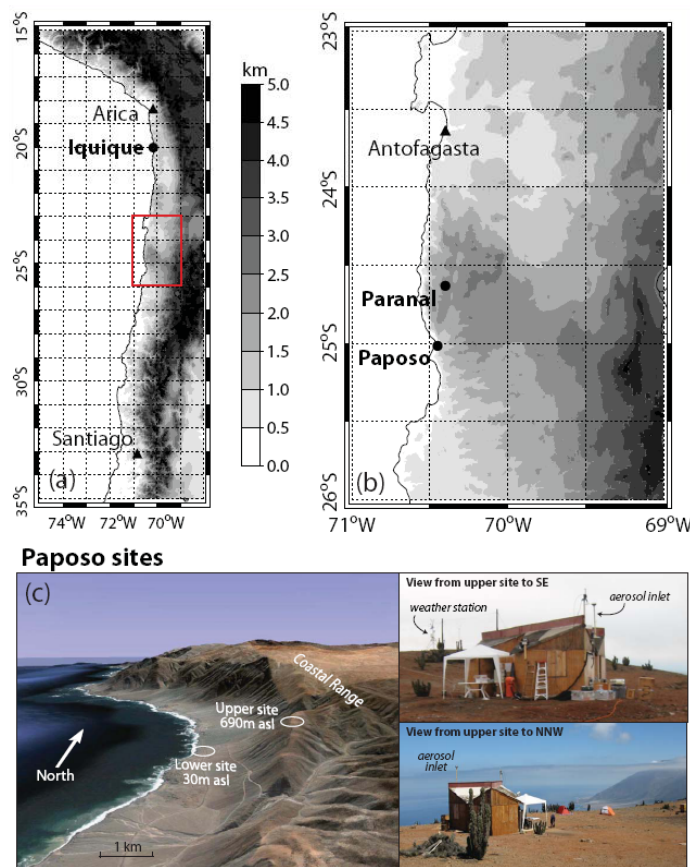 15°S
20°S
25°S
30°S
35°S
74°W
72°W
70°W
Arica
Iquique
Santiago
(a)
km
5.0
4.5
4.0
3.5
3.0
2.5
2.0
1.5
1.0
0.5
0.0
23°S
24°S
25°S
26°S
71°W
70°W
69°W
Antofagasta
Paranal
Paposo
(b)
Paposo sites
(c)
Coastal Range
Upper site
690m asl
Lower site
30m asl
North
1 km
View from upper site to SE
weather station
aerosol inlet
View from upper site to NNW
aerosol
inlet